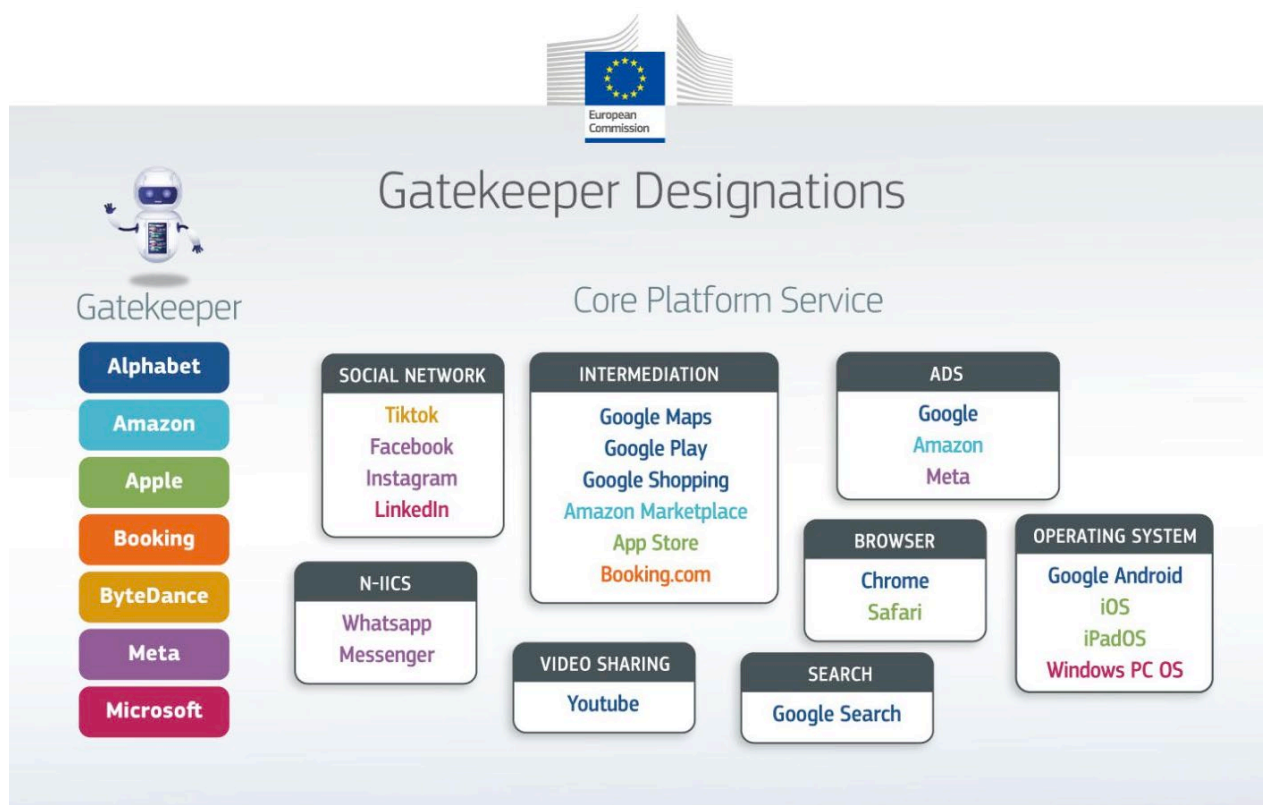 European
Commission
Gatekeeper Designations
Gatekeeper
Alphabet
Amazon
Apple
Booking
ByteDance
Meta
Microsoft
Core Platform Service
SOCIAL NETWORK
Tiktok
Facebook
Instagram
LinkedIn
N-IICS
Whatsapp
Messenger
INTERMEDIATION
Google Maps
Google Play
Google Shopping
Amazon Marketplace
App Store
Booking.com
VIDEO SHARING
Youtube
ADS
Google
Amazon
Meta
BROWSER
Chrome
Safari
SEARCH
Google Search
OPERATING SYSTEM
Google Android
iOS
iPadOS
Windows PC OS